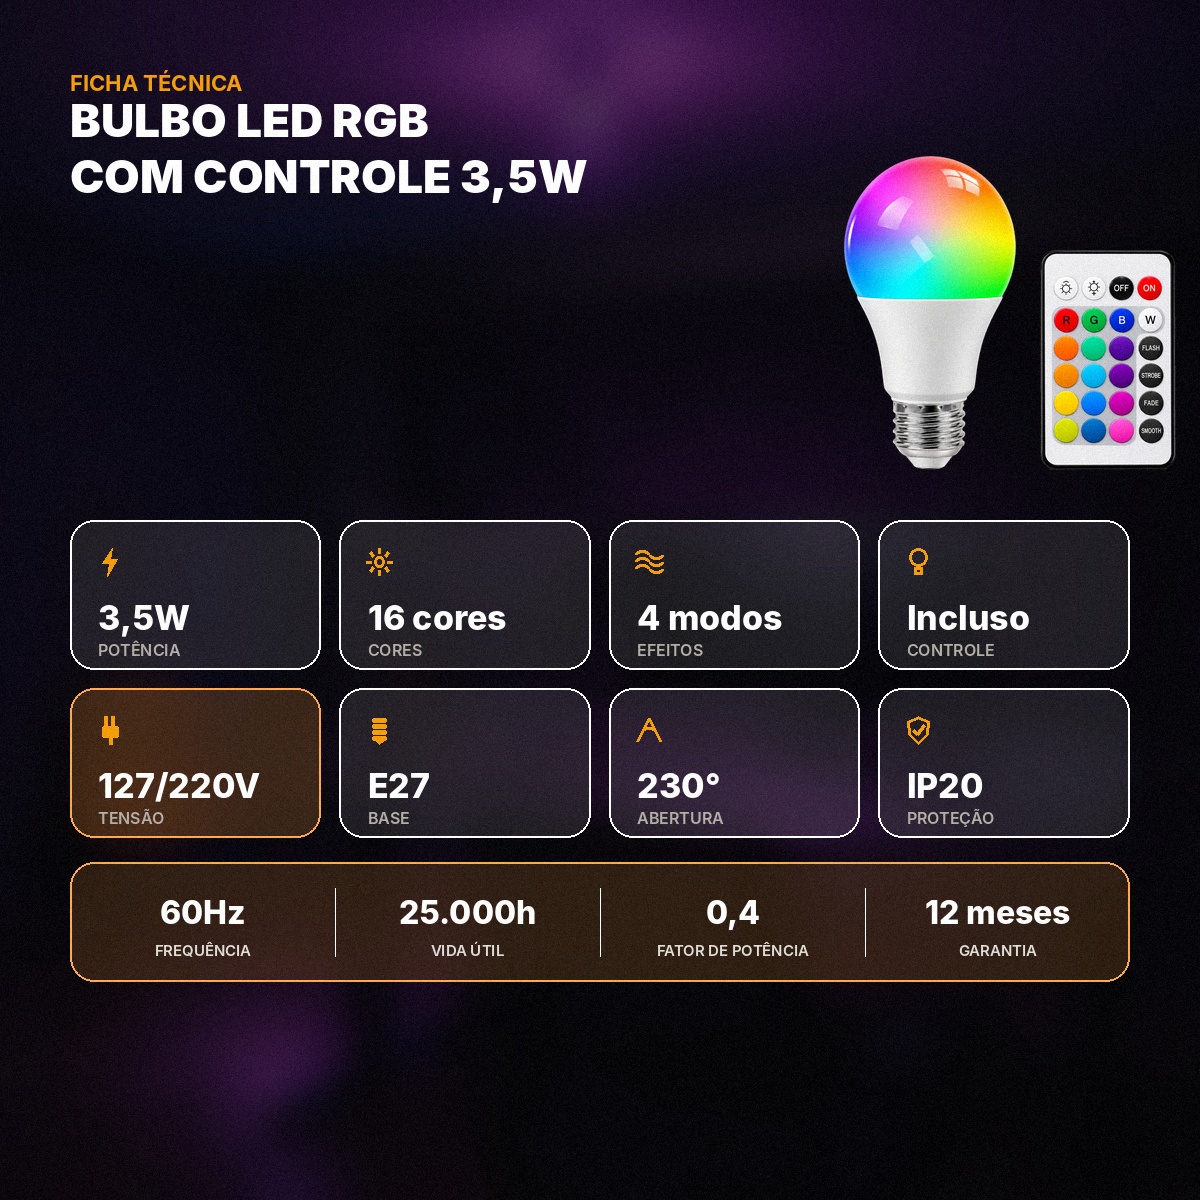 FICHA TÉCNICA
BULBO LED RGB
COM CONTROLE 3,5W
OFF ON
R G B W
FLASH
STROBE
FADE
SMOOTH
3,5W
POTÊNCIA
16 cores
CORES
4 modos
EFEITOS
Incluso
CONTROLE
127/220V
TENSÃO
E27
BASE
230°
ABERTURA
IP20
PROTEÇÃO
60Hz
FREQUÊNCIA
25.000h
VIDA ÚTIL
0,4
FATOR DE POTÊNCIA
12 meses
GARANTIA